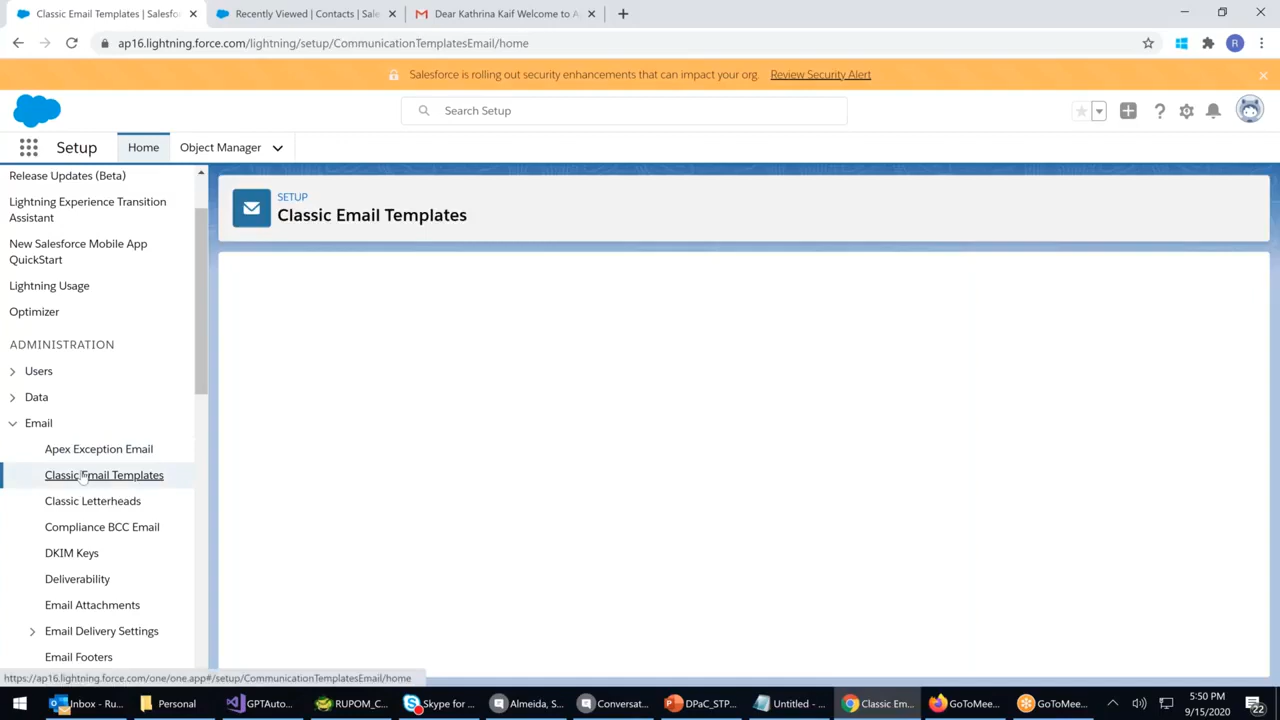 Classic Email Templates | Salesfo
Recently Viewed | Contacts | Sale
Dear Kathrina Kaif Welcome to A
ap16.lightning.force.com/lightning/setup/CommunicationTemplatesEmail/home
R
Salesforce is rolling out security enhancements that can impact your org. Review Security Alert
Search Setup
Setup
Home
Object Manager
Release Updates (Beta)
Lightning Experience Transition
Assistant
New Salesforce Mobile App
QuickStart
Lightning Usage
Optimizer
ADMINISTRATION
Users
Data
Email
Apex Exception Email
Classic Email Templates
Classic Letterheads
Compliance BCC Email
DKIM Keys
Deliverability
Email Attachments
Email Delivery Settings
Email Footers
SETUP
Classic Email Templates
https://ap16.lightning.force.com/one/one.app#/setup/CommunicationTemplatesEmail/home
Inbox - Ru...
Personal
GPTAuto...
RUPOM_C...
Skype for ...
Almeida, S...
Conversat...
DPaC_STP...
Untitled - ...
Classic Em...
GoToMee...
GoToMee...
5:50 PM
9/15/2020
22